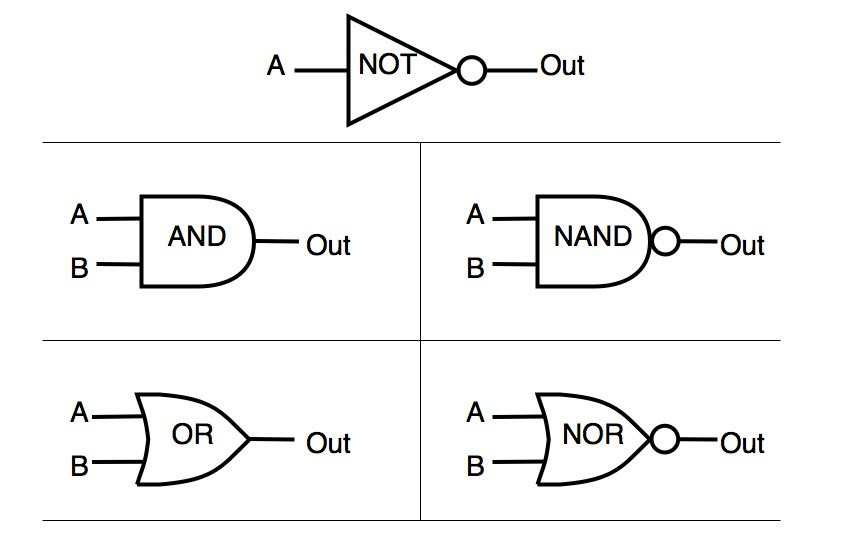 A NOT Out
A AND Out
B
A NAND Out
B
A OR Out
B
A NOR Out
B